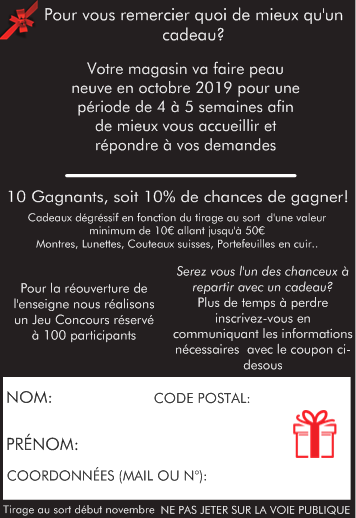 Pour vous remercier quoi de mieux qu'un
cadeau?
Votre magasin va faire peau
neuve en octobre 2019 pour une
période de 4 à 5 semaines afin
de mieux vous accueillir et
répondre à vos demandes
10 Gagnants, soit 10% de chances de gagner!
Cadeaux dégréssif en fonction du tirage au sort d'une valeur
minimum de 10€ allant jusqu'à 50€
Montres, Lunettes, Couteaux suisses, Portefeuilles en cuir..
Pour la réouverture de
l'enseigne nous réalisons
un Jeu Concours réservé
à 100 participants
Serez vous l'un des chanceux à
repartir avec un cadeau?
Plus de temps à perdre
inscrivez-vous en
communiquant les informations
nécessaires avec le coupon ci-
desous
NOM: CODE POSTAL:
PRÉNOM:
COORDONNÉES (MAIL OU N°):
Tirage au sort début novembre NE PAS JETER SUR LA VOIE PUBLIQUE